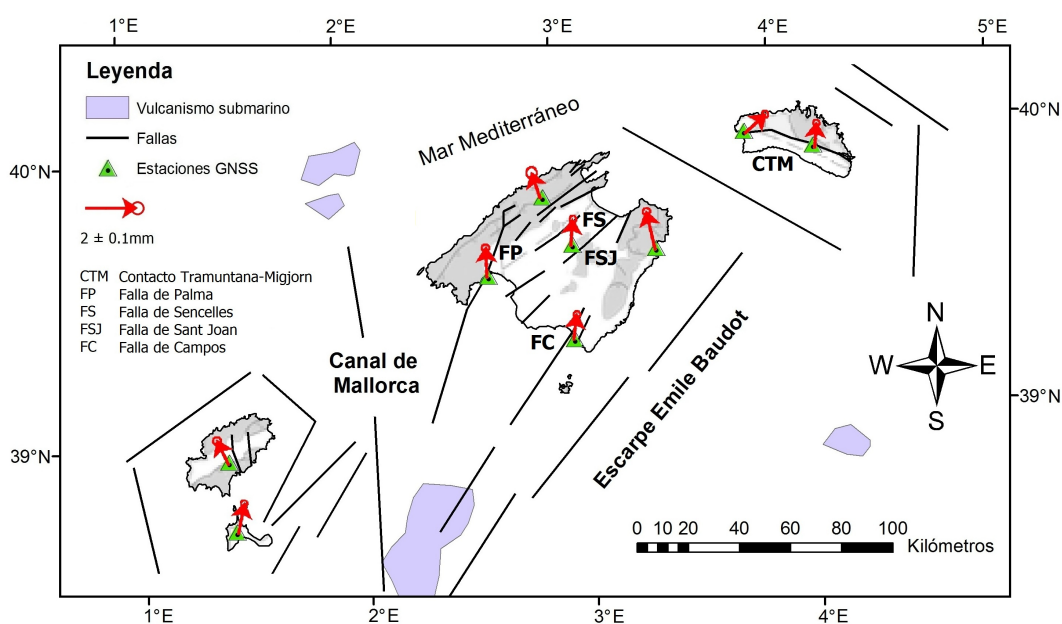 1°E 2°E 3°E 4°E 5°E
Leyenda
Vulcanismo submarino
Fallas
Estaciones GNSS
2 ± 0.1mm
CTM Contacto Tramuntana-Migjorn
FP Falla de Palma
FS Falla de Sencelles
FSJ Falla de Sant Joan
FC Falla de Campos
Mar Mediterráneo
CTM
40°N
40°N
FS
FP
FSJ
FC
Canal de
Mallorca
Escarpe Emile Baudot
N
W E
S
39°N
39°N
0 10 20 40 60 80 100
Kilómetros
1°E 2°E 3°E 4°E